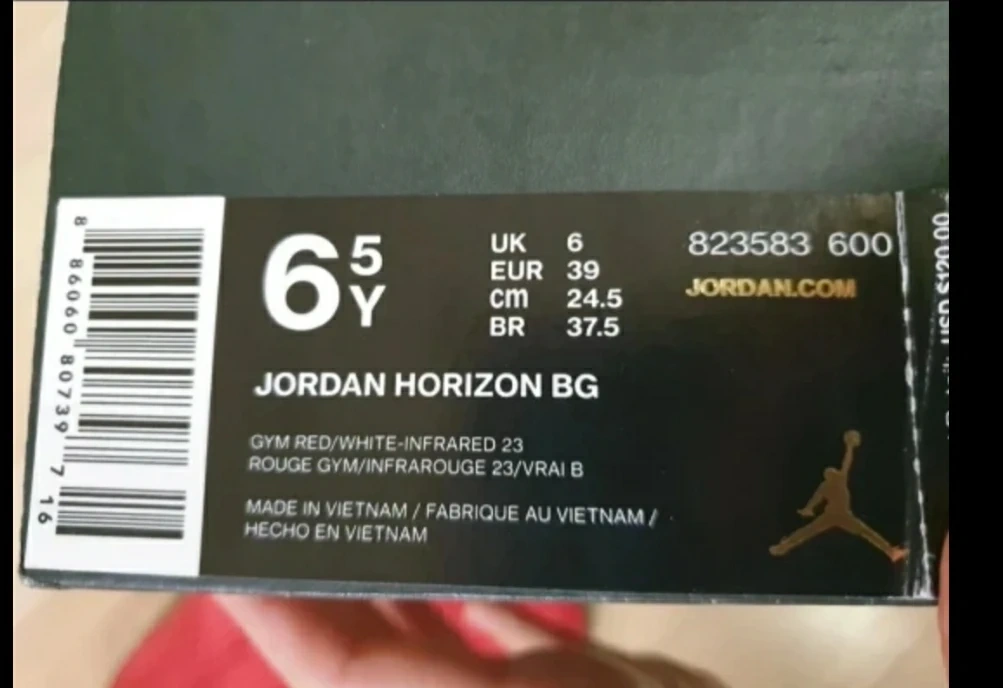 8 86060 80739 7 16
6 5
Y
UK 6
EUR 39
cm 24.5
BR 37.5
823583 600
JORDAN.COM
JORDAN HORIZON BG
GYM RED/WHITE-INFRARED 23
ROUGE GYM/INFRAROUGE 23/VRAI B
MADE IN VIETNAM / FABRIQUE AU VIETNAM /
HECHO EN VIETNAM
USD $120.00